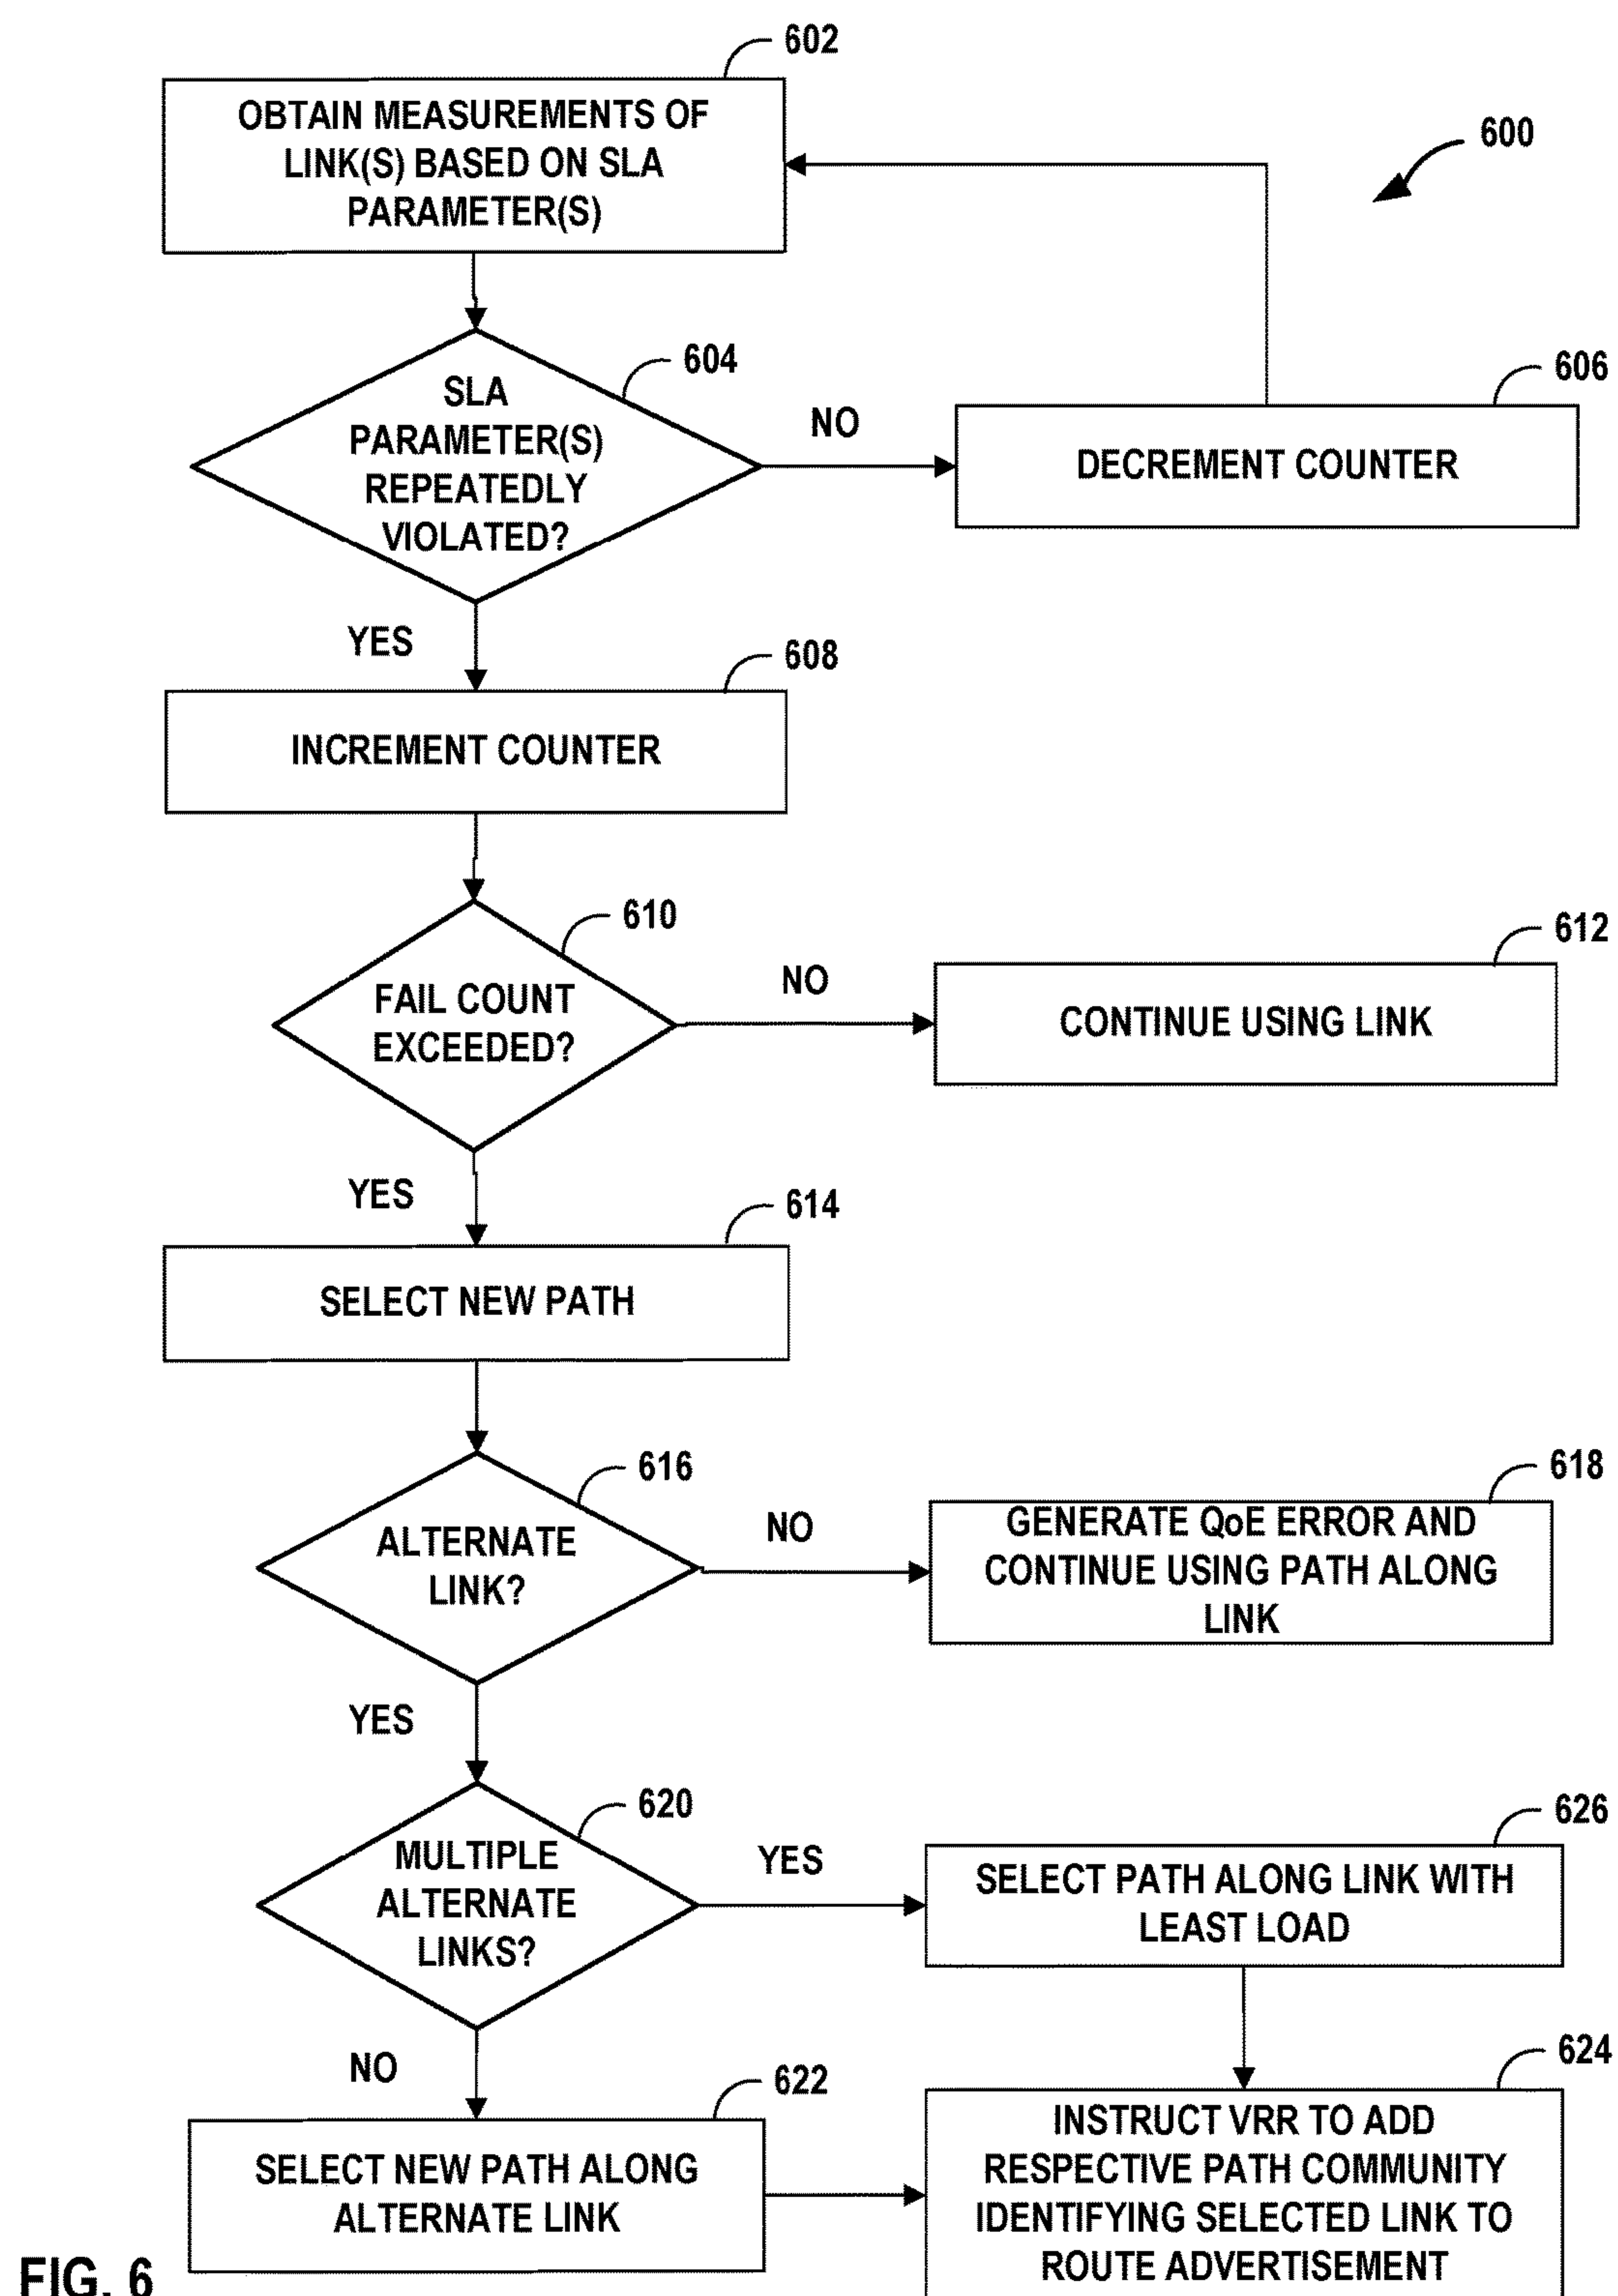 602
OBTAIN MEASUREMENTS OF
LINK(S) BASED ON SLA
PARAMETER(S)
600
604
SLA
PARAMETER(S)
REPEATEDLY
VIOLATED?
NO
606
DECREMENT COUNTER
YES
608
INCREMENT COUNTER
610
FAIL COUNT
EXCEEDED?
NO
612
CONTINUE USING LINK
YES
614
SELECT NEW PATH
616
ALTERNATE
LINK?
NO
618
GENERATE QoE ERROR AND
CONTINUE USING PATH ALONG
LINK
YES
620
MULTIPLE
ALTERNATE
LINKS?
YES
626
SELECT PATH ALONG LINK WITH
LEAST LOAD
NO
622
SELECT NEW PATH ALONG
ALTERNATE LINK
624
INSTRUCT VRR TO ADD
RESPECTIVE PATH COMMUNITY
IDENTIFYING SELECTED LINK TO
ROUTE ADVERTISEMENT
FIG. 6